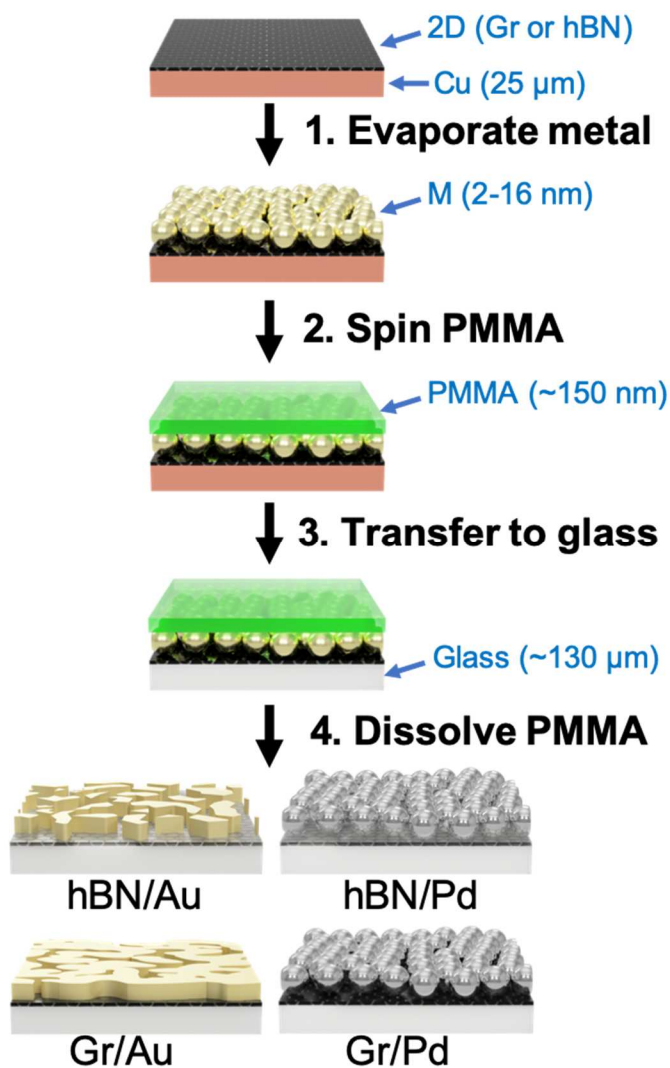 2D (Gr or hBN)
Cu (25 μm)
1. Evaporate metal
M (2-16 nm)
2. Spin PMMA
PMMA (~150 nm)
3. Transfer to glass
Glass (~130 μm)
4. Dissolve PMMA
hBN/Au
hBN/Pd
Gr/Au
Gr/Pd